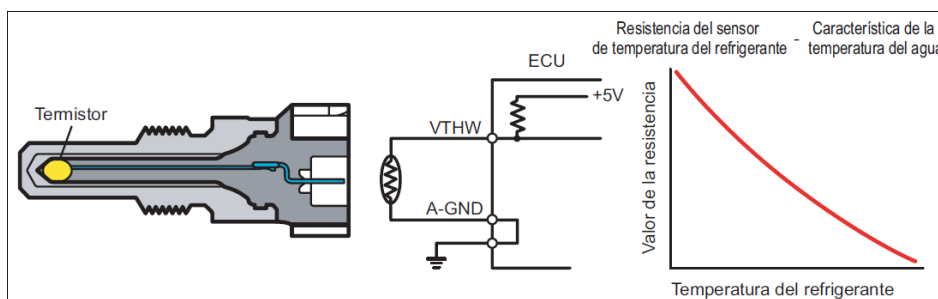 Termistor
ECU
+5V
VTHW
A-GND
Resistencia del sensor
de temperatura del refrigerante
-
Característica de la
temperatura del agua
Valor de la resistencia
Temperatura del refrigerante